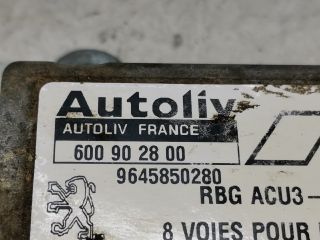 Autoliv
AUTOLIV FRANCE
600 90 28 00
9645850280
RBG ACU3-
8 VOIES POUR